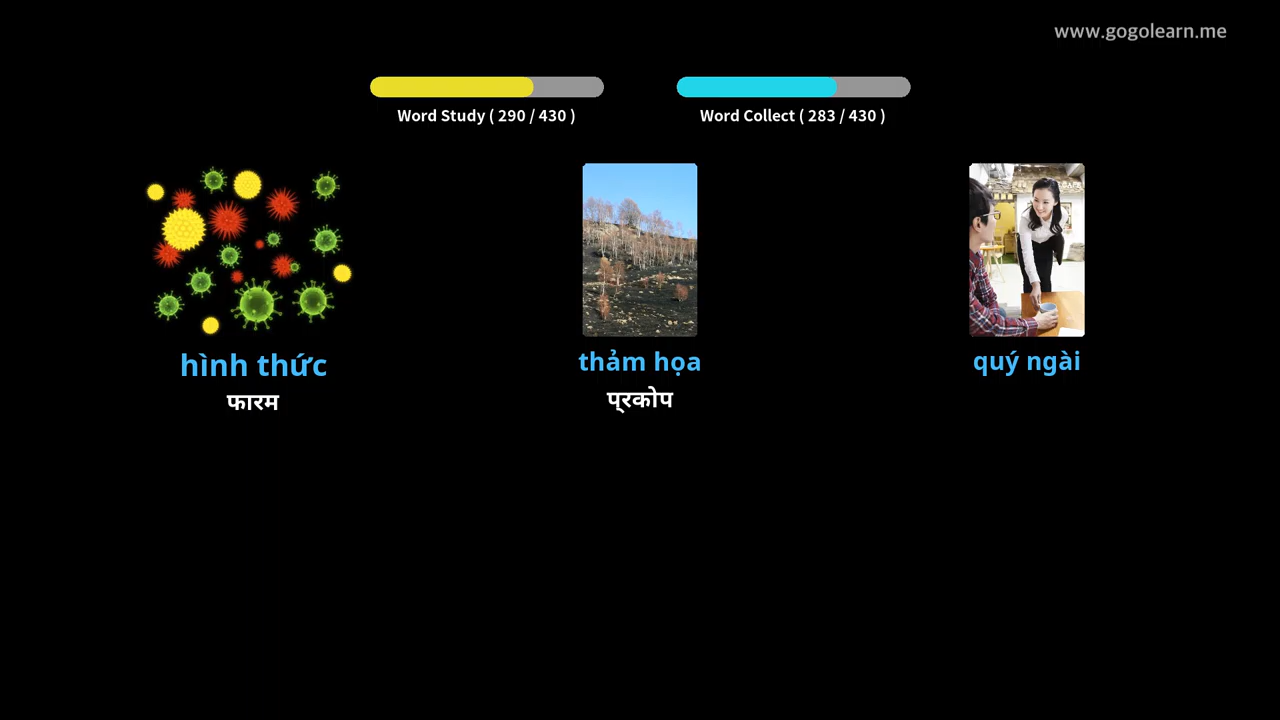 www.gogolearn.me
Word Study ( 290 / 430 )
Word Collect ( 283 / 430 )
hình thức
फारम
thảm họa
प्रकोप
quý ngài